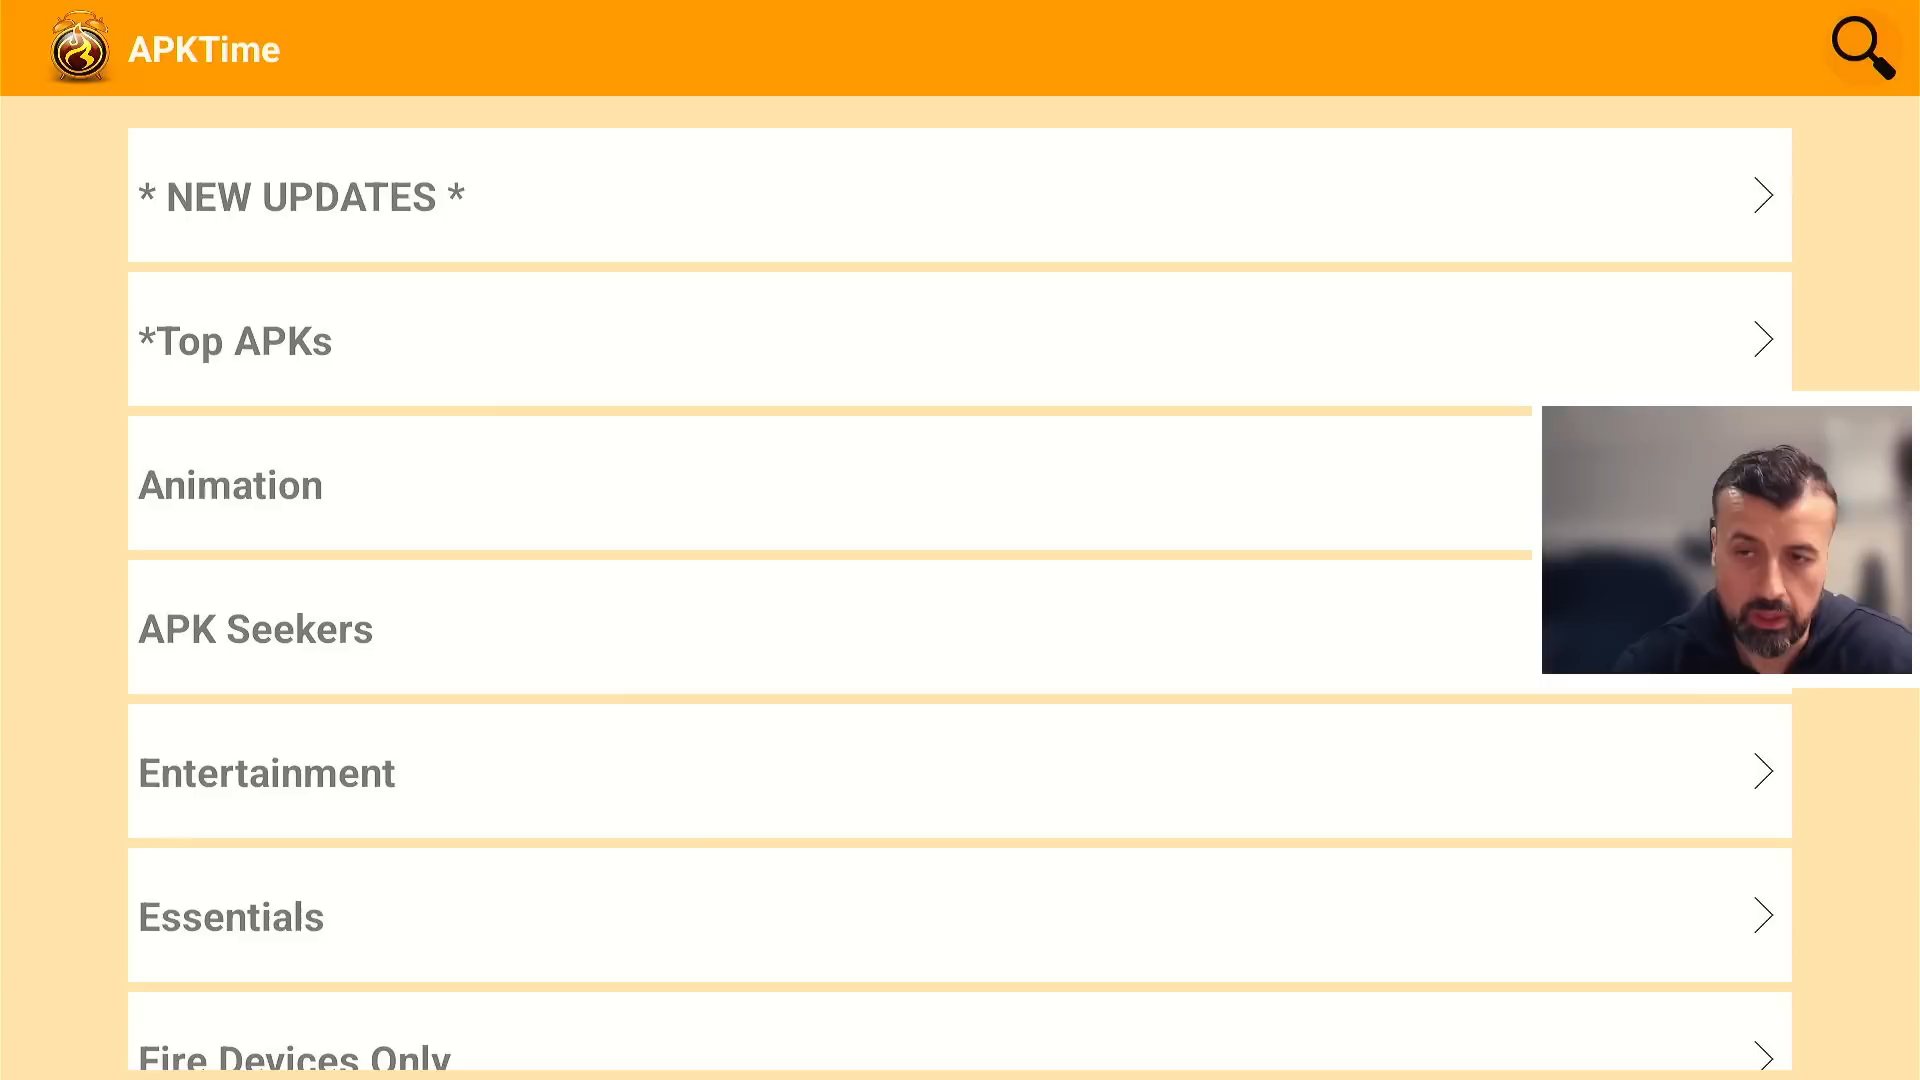 APKTime
* NEW UPDATES *
*Top APKs
Animation
APK Seekers
Entertainment
Essentials
Fire Devices Only